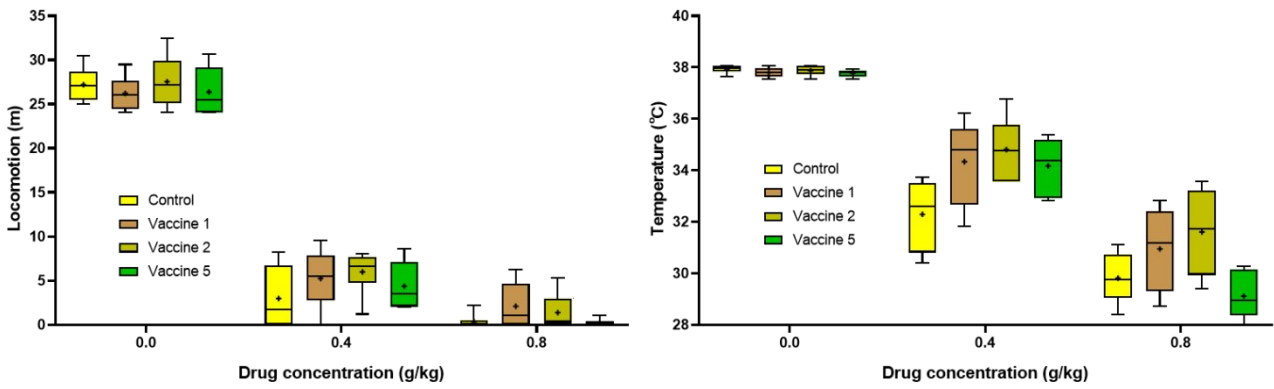 35
30
25
20
15
10
5
0
Locomotion (m)
Control
Vaccine 1
Vaccine 2
Vaccine 5
0.0
0.4
0.8
Drug concentration (g/kg)
40
38
36
34
32
30
28
Temperature (°C)
Control
Vaccine 1
Vaccine 2
Vaccine 5
0.0
0.4
0.8
Drug concentration (g/kg)